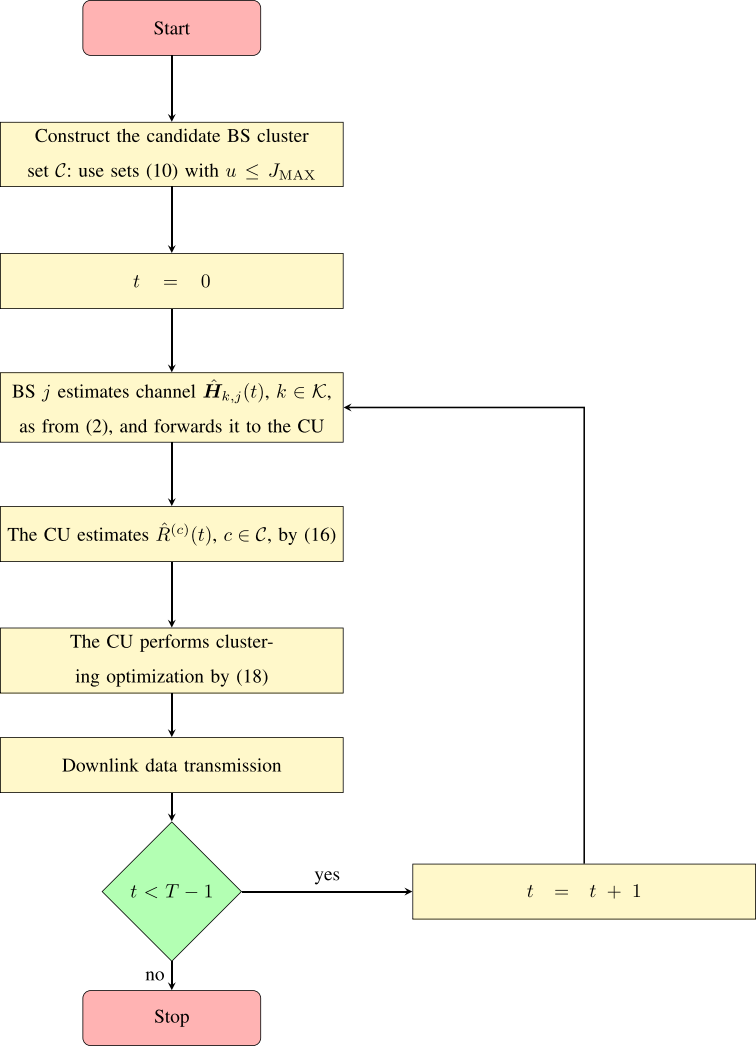 Start
Construct the candidate BS cluster
set 𝒞: use sets (10) with u ≤ J_MAX
t = 0
BS j estimates channel Ĥ_{k,j}(t), k ∈ 𝒦,
as from (2), and forwards it to the CU
The CU estimates R̂^{(c)}(t), c ∈ 𝒞, by (16)
The CU performs cluster-
ing optimization by (18)
Downlink data transmission
t < T − 1
yes
t = t + 1
no
Stop